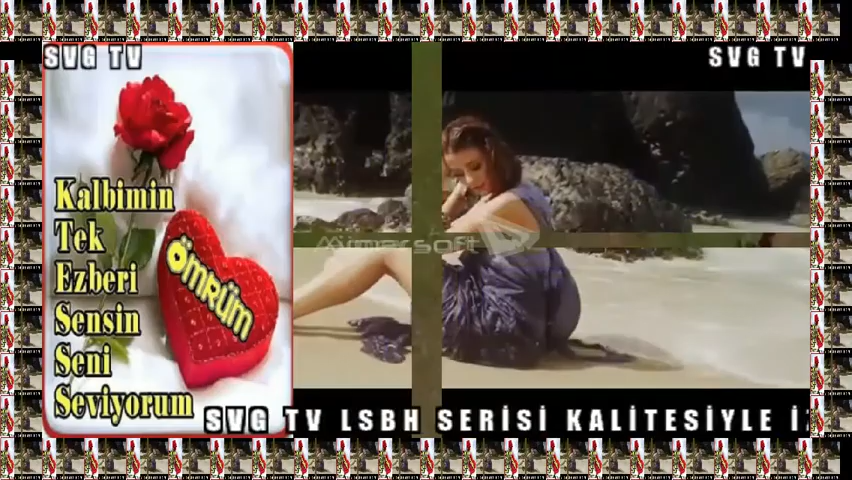 SVG TV
SVG TV
Kalbimin
Tek
Ezberi
Sensin
Seni
Seviyorum
ÖMRÜM
Aimersoft
SVG TV LSBH SERİSİ KALİTESİYLE